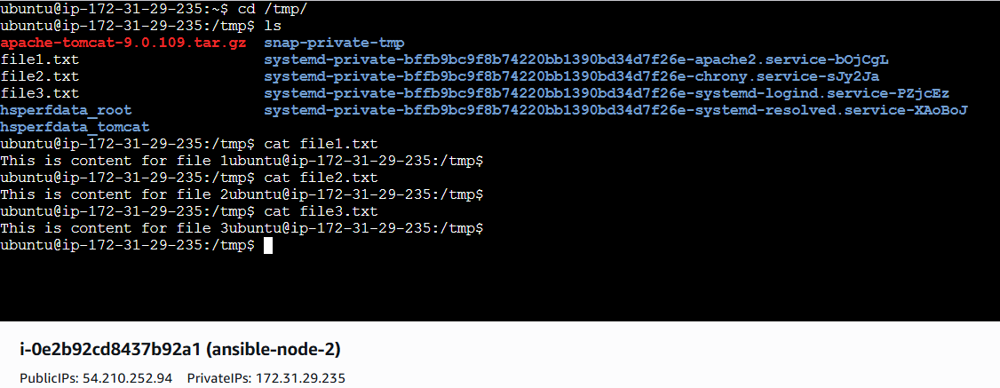 ubuntu@ip-172-31-29-235:~$ cd /tmp/
ubuntu@ip-172-31-29-235:/tmp$ ls
apache-tomcat-9.0.109.tar.gz  snap-private-tmp
file1.txt                     systemd-private-bffb9bc9f8b74220bb1390bd34d7f26e-apache2.service-bOjCgL
file2.txt                     systemd-private-bffb9bc9f8b74220bb1390bd34d7f26e-chrony.service-sJy2Ja
file3.txt                     systemd-private-bffb9bc9f8b74220bb1390bd34d7f26e-systemd-logind.service-PZjcEz
hsperfdata_root               systemd-private-bffb9bc9f8b74220bb1390bd34d7f26e-systemd-resolved.service-XAoBoJ
hsperfdata_tomcat
ubuntu@ip-172-31-29-235:/tmp$ cat file1.txt
This is content for file 1ubuntu@ip-172-31-29-235:/tmp$
ubuntu@ip-172-31-29-235:/tmp$ cat file2.txt
This is content for file 2ubuntu@ip-172-31-29-235:/tmp$
ubuntu@ip-172-31-29-235:/tmp$ cat file3.txt
This is content for file 3ubuntu@ip-172-31-29-235:/tmp$
ubuntu@ip-172-31-29-235:/tmp$
i-0e2b92cd8437b92a1 (ansible-node-2)
PublicIPs: 54.210.252.94    PrivateIPs: 172.31.29.235